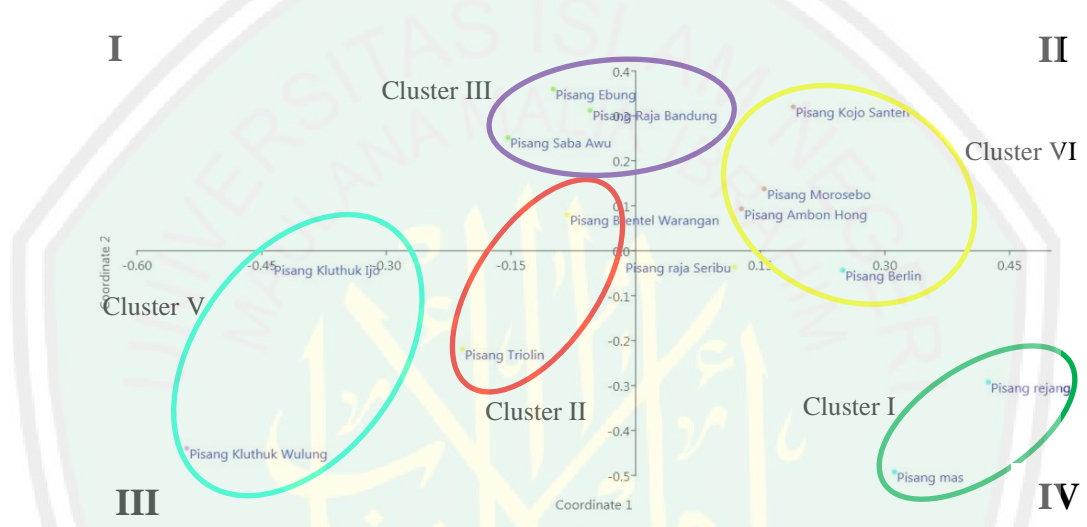 I
II
Cluster III
0.4
Pisang Ebung
0.3
Pisang Raja Bandung
Pisang Kojo Santen
Pisang Saba Awu
Cluster VI
0.2
Pisang Morosebo
0.1
Pisang Ambon Hong
Pisang Brentel Warangan
Coordinate 2
0.0
-0.60
-0.45
-0.30
-0.15
0.15
0.30
0.45
Pisang Kluthuk Ijo
Pisang raja Seribu
Pisang Berlin
Cluster V
-0.1
-0.2
Pisang Triolin
-0.3
Pisang rejang
Cluster II
Cluster I
-0.4
Pisang Kluthuk Wulung
-0.5
Pisang mas
III
Coordinate 1
IV